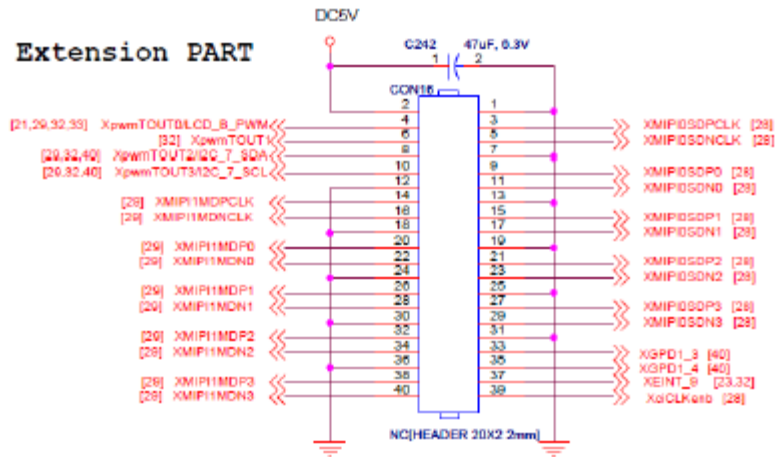 DC5V
Extension PART
C242 47uF, 6.3V
1 2
CON16
2 1
[21,29,32,33] XpwmTOUT0/LCD_B_PWM 4 3 XMIPI0SDPCLK [28]
[32] XpwmTOUT1 6 5 XMIPI0SDNCLK [28]
[29,32,40] XpwmTOUT2/I2C_7_SDA 8 7
[29,32,40] XpwmTOUT3/I2C_7_SCL 10 9 XMIPI0SDP0 [28]
12 11 XMIPI0SDN0 [28]
[29] XMIPI1MDPCLK 14 13
[29] XMIPI1MDNCLK 16 15 XMIPI0SDP1 [28]
18 17 XMIPI0SDN1 [28]
[29] XMIPI1MDP0 20 19
[29] XMIPI1MDN0 22 21 XMIPI0SDP2 [28]
24 23 XMIPI0SDN2 [28]
[29] XMIPI1MDP1 26 25
[29] XMIPI1MDN1 28 27 XMIPI0SDP3 [28]
30 29 XMIPI0SDN3 [28]
[29] XMIPI1MDP2 32 31
[29] XMIPI1MDN2 34 33 XGPD1_3 [40]
36 35 XGPD1_4 [40]
[29] XMIPI1MDP3 38 37 XEINT_9 [23,32]
[29] XMIPI1MDN3 40 39 XciCLKenb [28]
NC[HEADER 20X2 2mm]